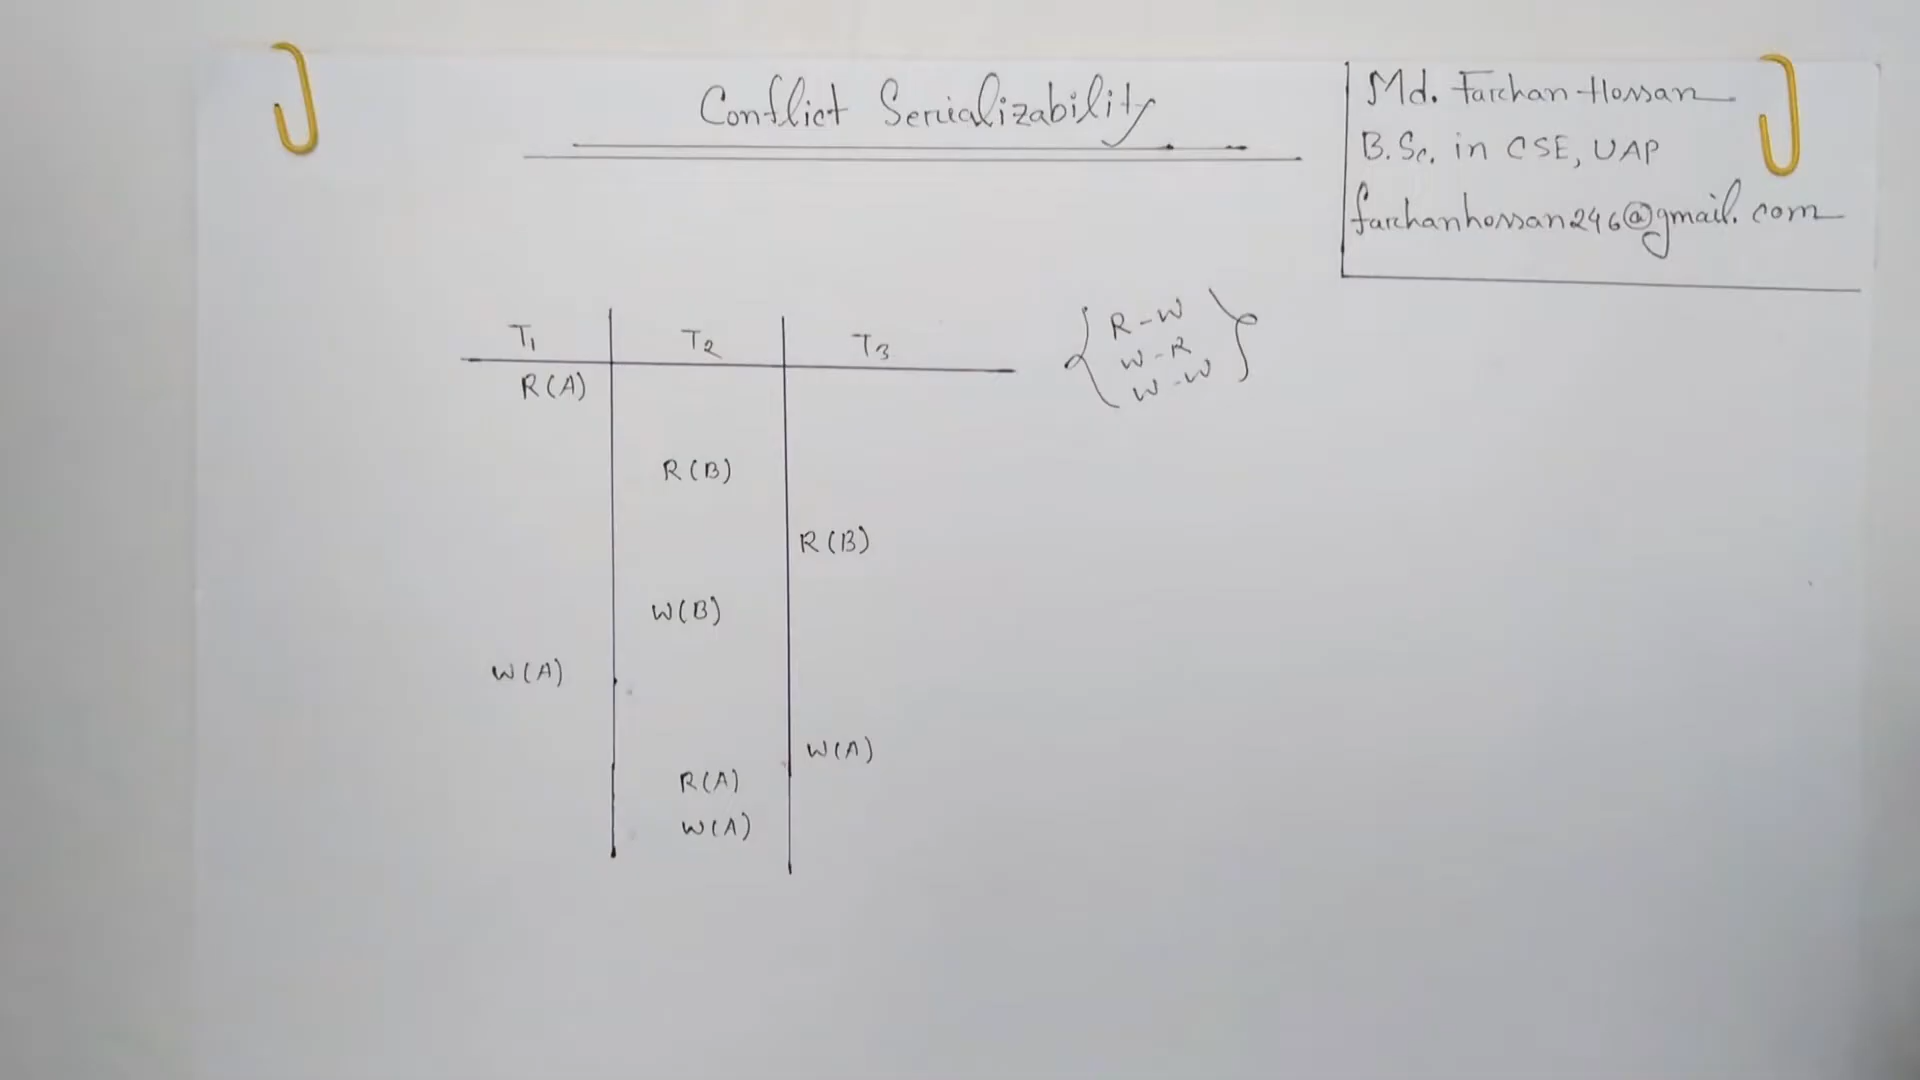 Conflict Serializability
Md. Farhan Hossan
B.Sc. in CSE, UAP
farhanhossan246@gmail.com
T1 T2 T3
R-W
W-R
W-W
R(A)
R(B)
R(B)
W(B)
W(A)
W(A)
R(A)
W(A)